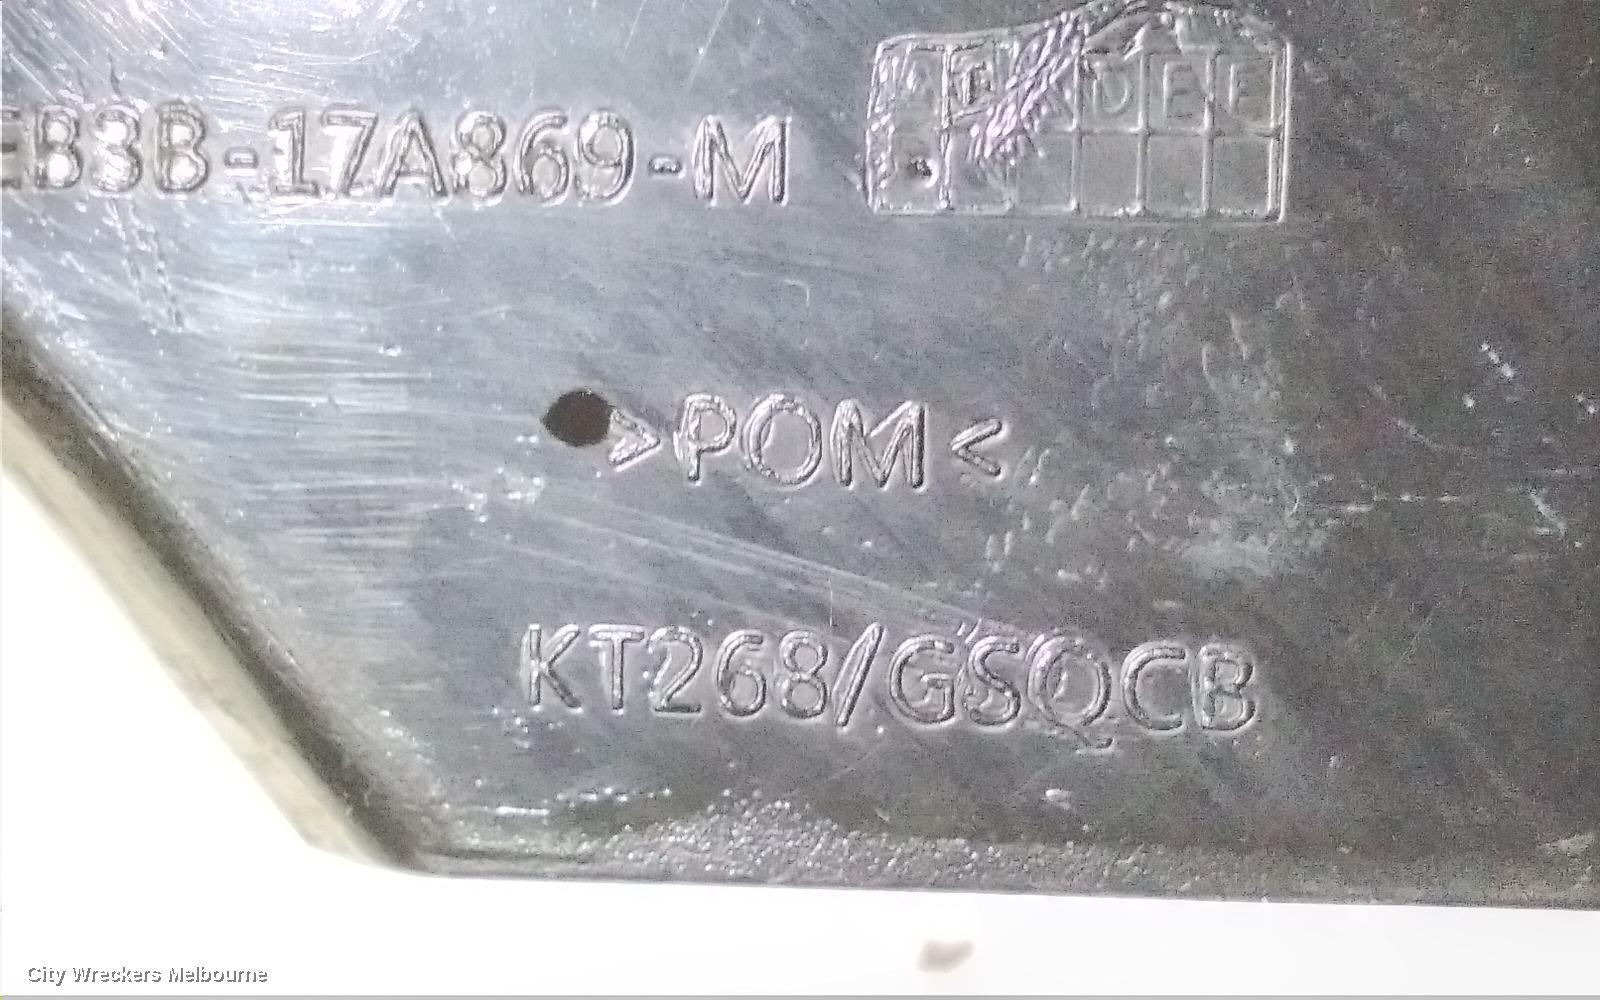 EB3B-17A869-M
>POM<
KT268/GSQCB
City Wreckers Melbourne